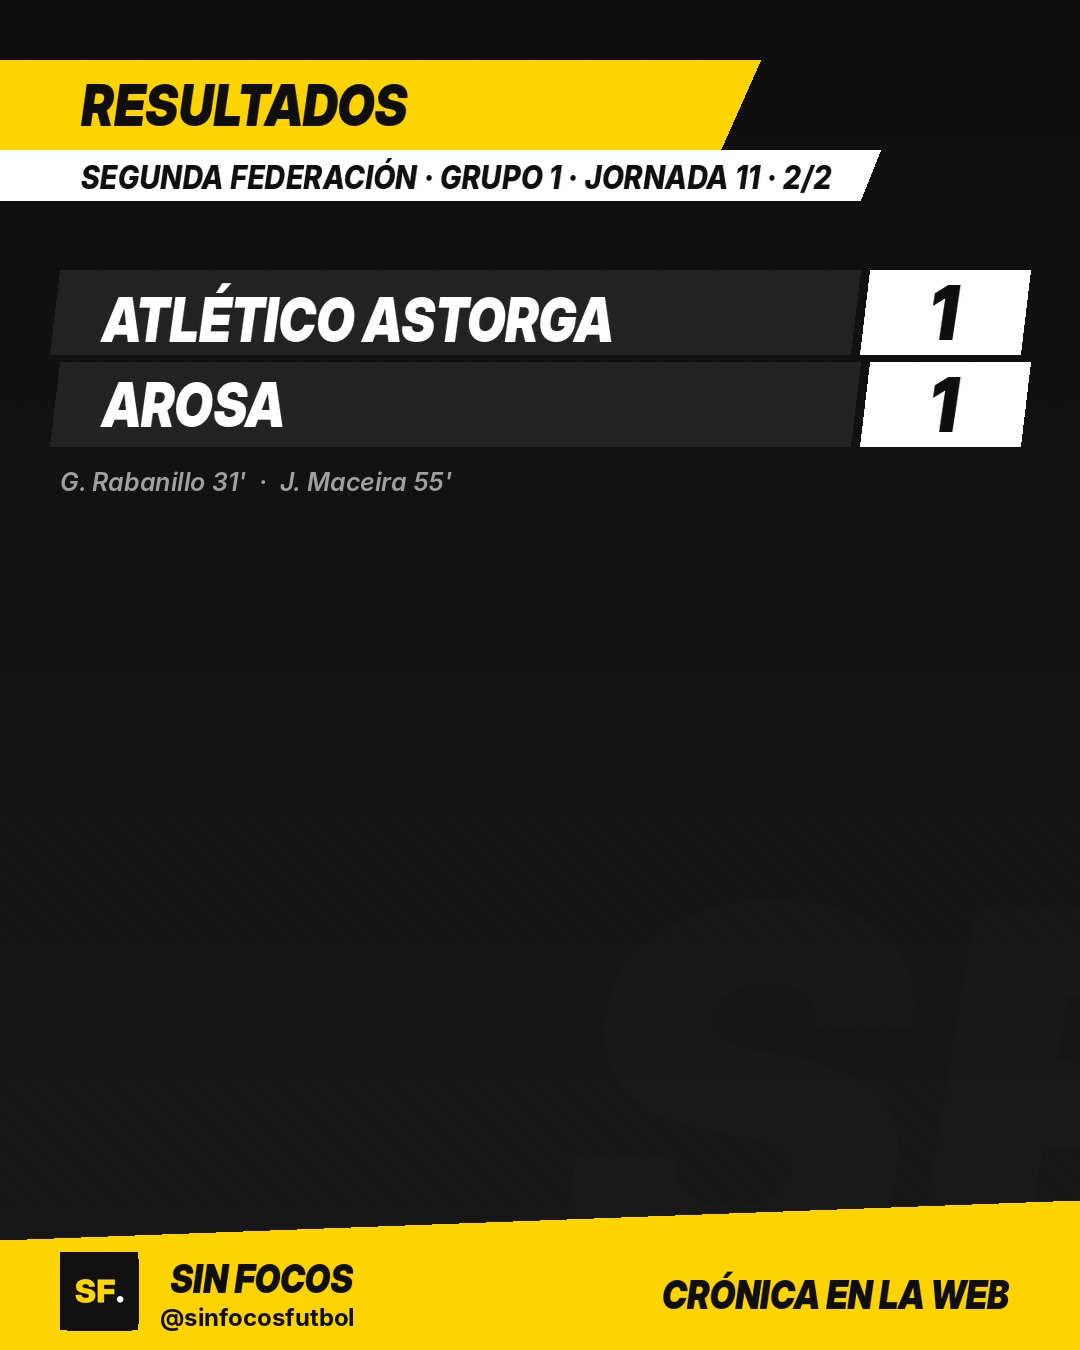 RESULTADOS
SEGUNDA FEDERACIÓN · GRUPO 1 · JORNADA 11 · 2/2
ATLÉTICO ASTORGA 1
AROSA 1
G. Rabanillo 31' · J. Maceira 55'
SF
SF.
SIN FOCOS
@sinfocosfutbol
CRÓNICA EN LA WEB